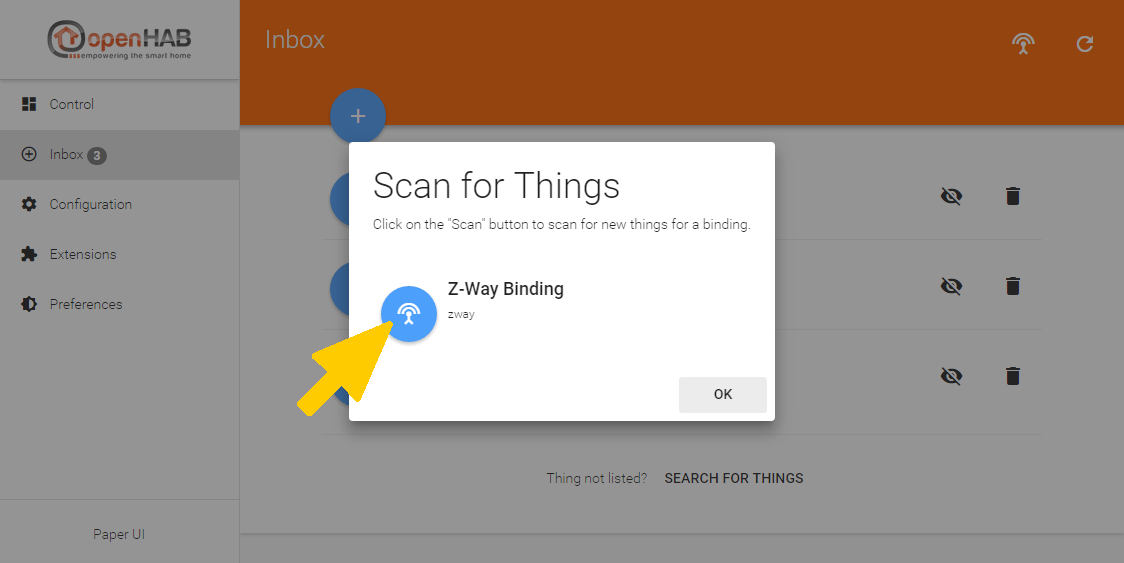 openHAB
empowering the smart home
Control
Inbox 3
Configuration
Extensions
Preferences
Paper UI
Inbox
Scan for Things
Click on the "Scan" button to scan for new things for a binding.
Z-Way Binding
zway
OK
Thing not listed? SEARCH FOR THINGS